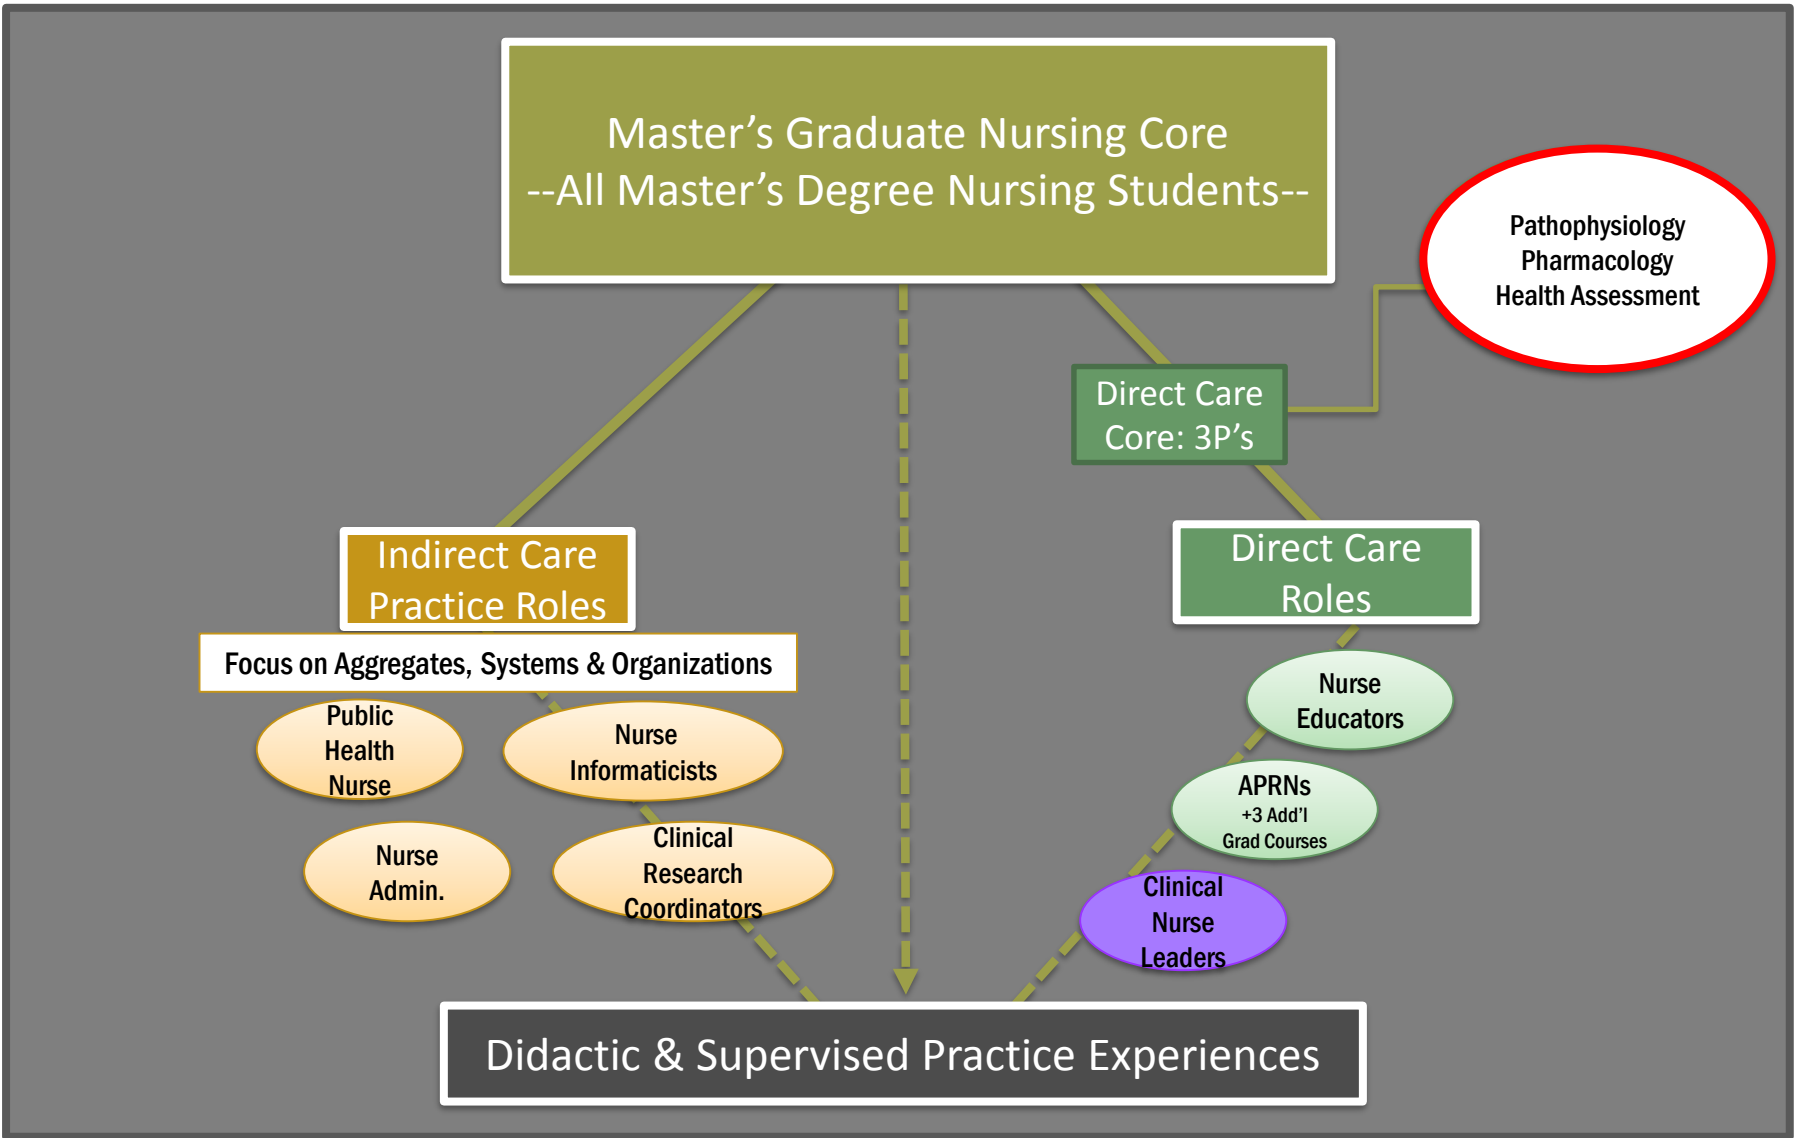 Master’s Graduate Nursing Core
--All Master’s Degree Nursing Students--
Pathophysiology
Pharmacology
Health Assessment
Direct Care
Core: 3P’s
Indirect Care
Practice Roles
Direct Care
Roles
Focus on Aggregates, Systems & Organizations
Public
Health
Nurse
Nurse
Informaticists
Nurse
Educators
Nurse
Admin.
Clinical
Research
Coordinators
APRNs
+3 Add’l
Grad Courses
Clinical
Nurse
Leaders
Didactic & Supervised Practice Experiences